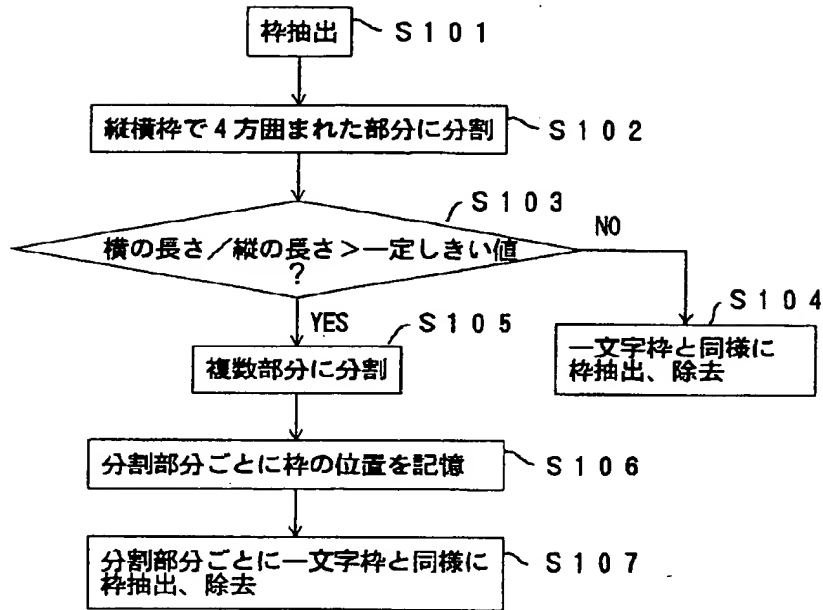 枠抽出 S101
縦横枠で4方囲まれた部分に分割 S102
S103
横の長さ/縦の長さ>一定しきい値
?
NO
YES
S104
一文字枠と同様に
枠抽出、除去
S105
複数部分に分割
分割部分ごとに枠の位置を記憶 S106
分割部分ごとに一文字枠と同様に
枠抽出、除去
S107